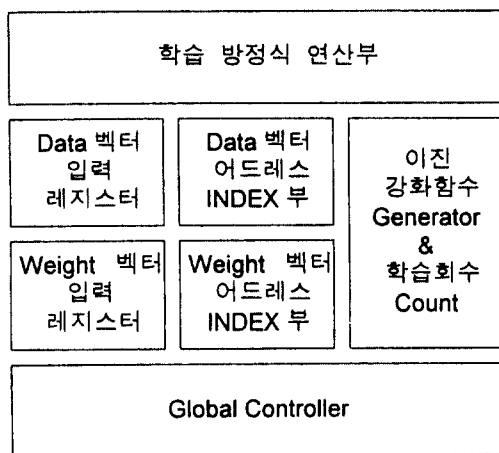 학습 방정식 연산부
Data 벡터
입력
레지스터
Data 벡터
어드레스
INDEX 부
이진
강화함수
Generator
&
학습회수
Count
Weight 벡터
입력
레지스터
Weight 벡터
어드레스
INDEX 부
Global Controller